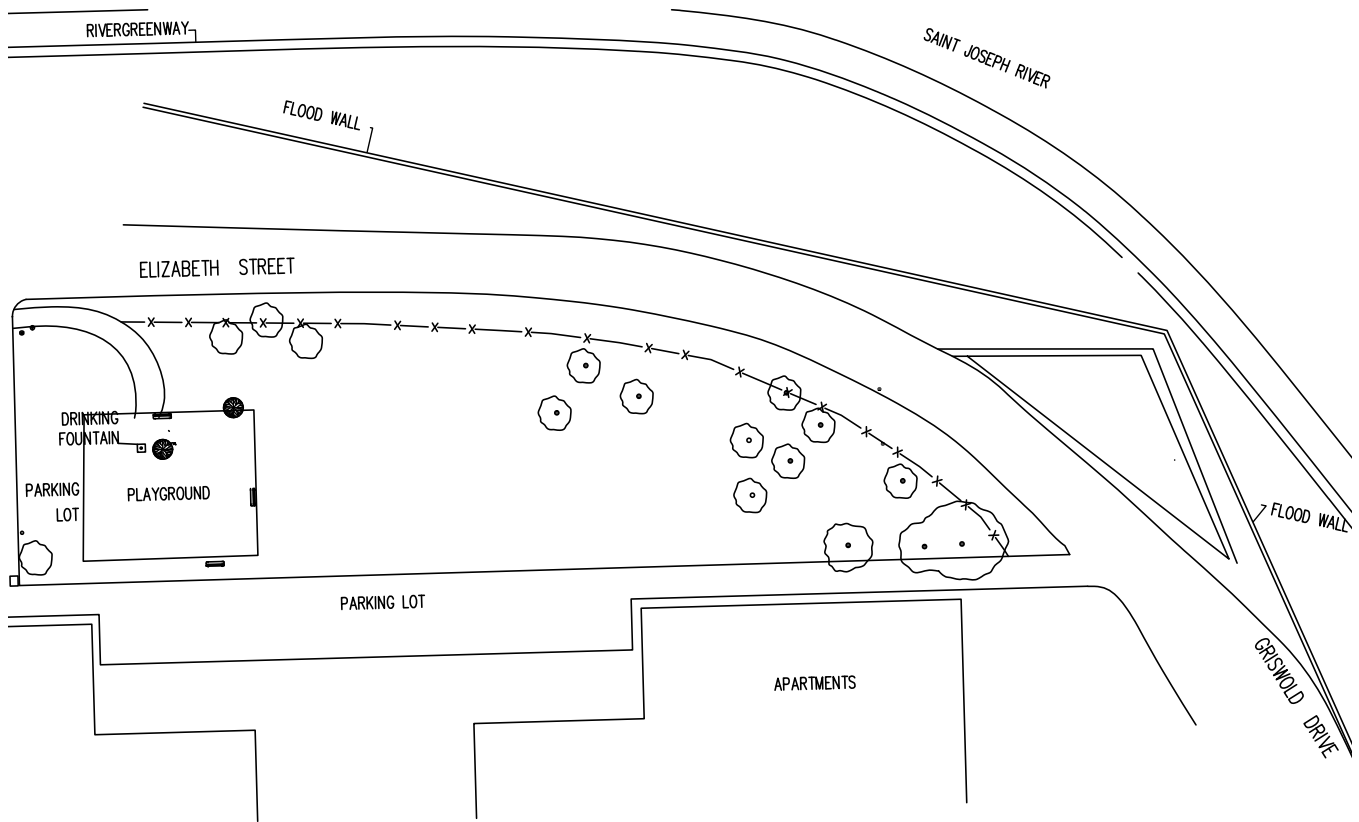 RIVERGREENWAY
SAINT JOSEPH RIVER
FLOOD WALL
ELIZABETH STREET
DRINKING
FOUNTAIN
PARKING
LOT
PLAYGROUND
FLOOD WALL
PARKING LOT
APARTMENTS
GRISWOLD DRIVE